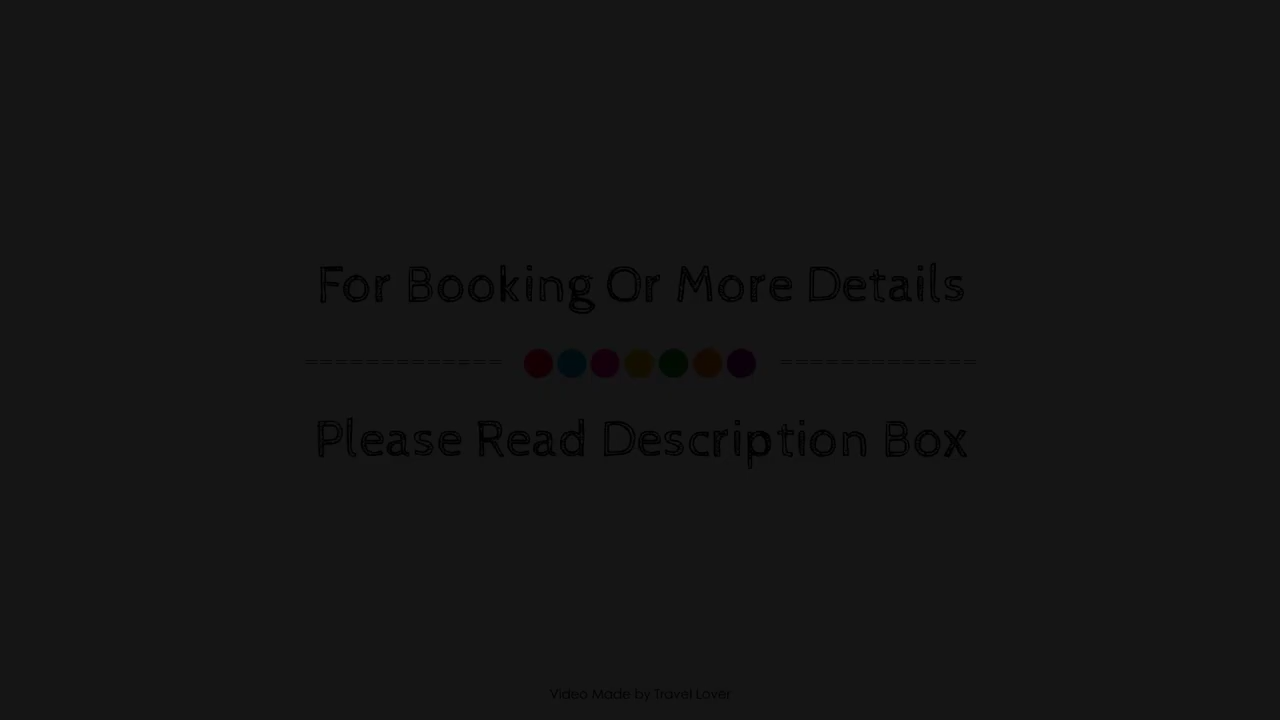 For Booking Or More Details
============= =============
Please Read Description Box
Video Made by Travel Lover